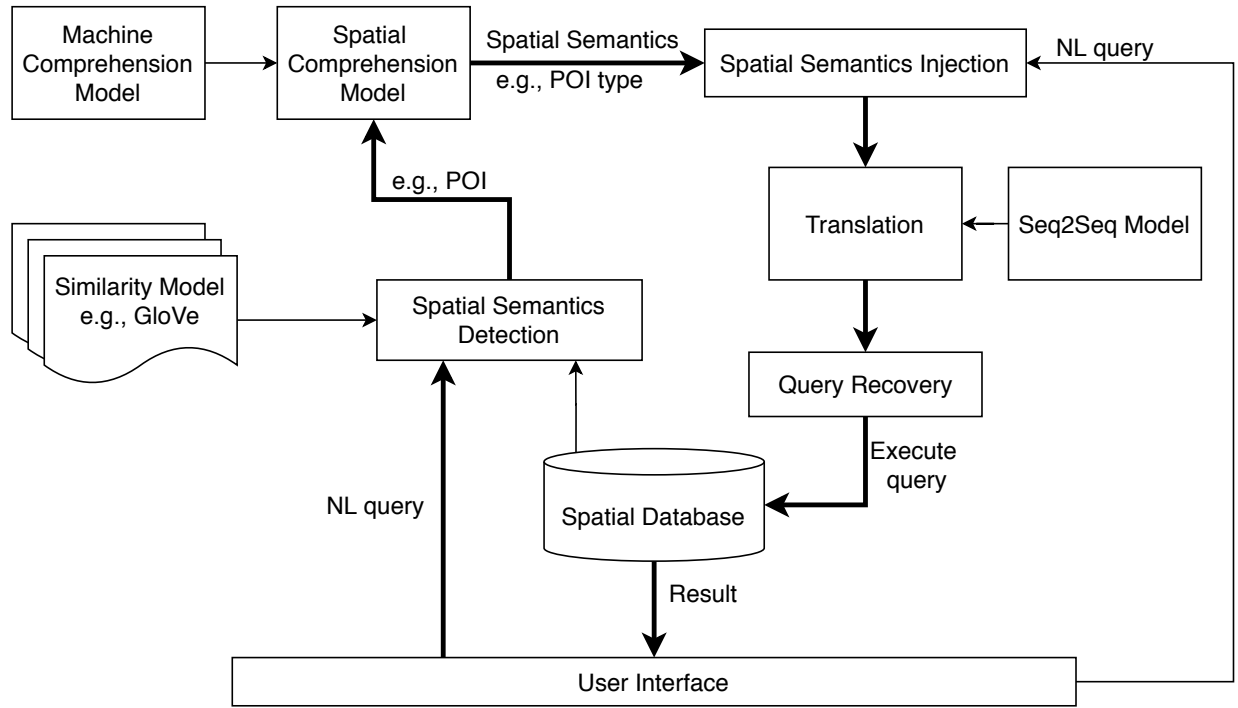 Machine
Comprehension
Model
Spatial
Comprehension
Model
Spatial Semantics
e.g., POI type
Spatial Semantics Injection
NL query
e.g., POI
Translation
Seq2Seq Model
Similarity Model
e.g., GloVe
Spatial Semantics
Detection
Query Recovery
Execute
query
NL query
Spatial Database
Result
User Interface